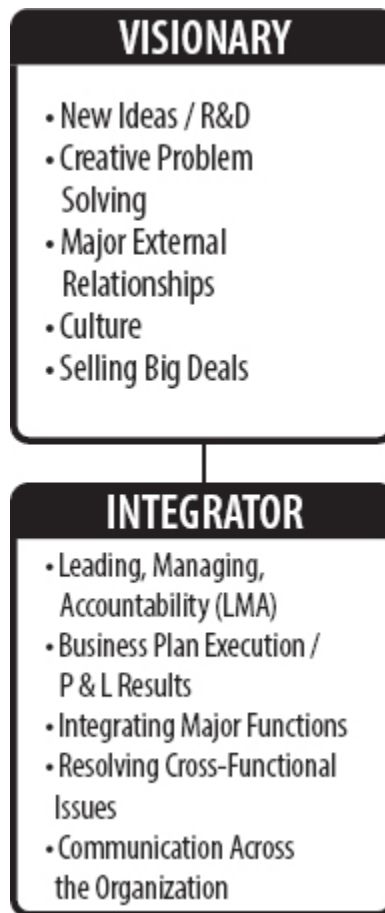 VISIONARY
• New Ideas / R&D
• Creative Problem
Solving
• Major External
Relationships
• Culture
• Selling Big Deals
INTEGRATOR
• Leading, Managing,
Accountability (LMA)
• Business Plan Execution /
P & L Results
• Integrating Major Functions
• Resolving Cross-Functional
Issues
• Communication Across
the Organization